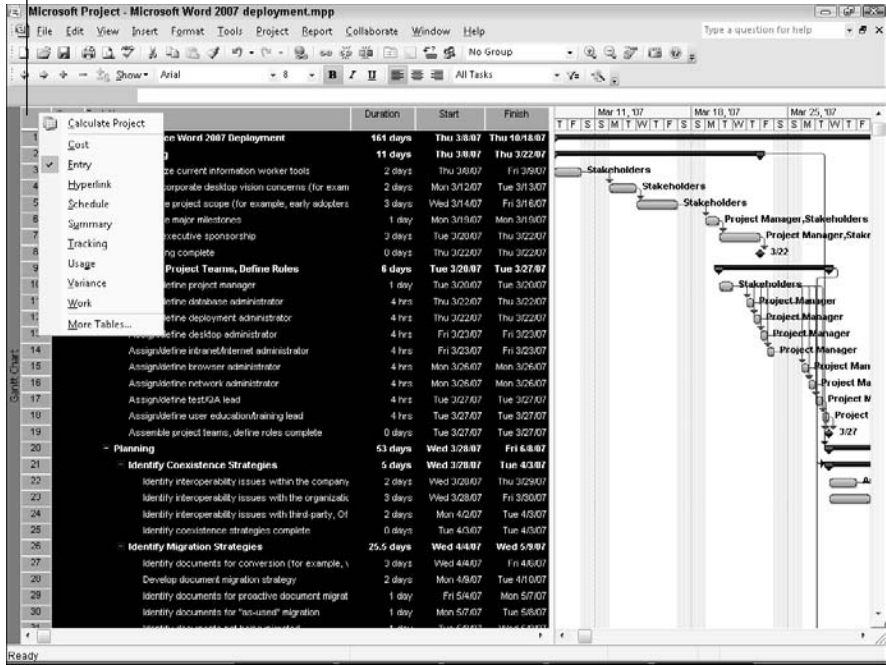 Microsoft Project - Microsoft Word 2007 deployment.mpp
File Edit View Insert Format Tools Project Report Collaborate Window Help Type a question for help
No Group
Show Arial 8 B I U All Tasks
Duration Start Finish Mar 11, '07 Mar 18, '07 Mar 25, '07
T F S S M T W T F S S M T W T F S S M T W T F
Calculate Project
Cost
Entry
Hyperlink
Schedule
Summary
Tracking
Usage
Variance
Work
More Tables...
1 ce Word 2007 Deployment 161 days Thu 3/8/07 Thu 10/18/07
2 11 days Thu 3/8/07 Thu 3/22/07
3 ze current information worker tools 2 days Thu 3/8/07 Fri 3/9/07 Stakeholders
4 corporate desktop vision concerns (for exam 2 days Mon 3/12/07 Tue 3/13/07 Stakeholders
5 e project scope (for example, early adopters 3 days Wed 3/14/07 Fri 3/16/07 Stakeholders
6 e major milestones 1 day Mon 3/19/07 Mon 3/19/07 Project Manager,Stakeholders
7 executive sponsorship 3 days Tue 3/20/07 Thu 3/22/07 Project Manager,Stake
8 ng complete 0 days Thu 3/22/07 Thu 3/22/07 3/22
9 Project Teams, Define Roles 6 days Tue 3/20/07 Tue 3/27/07
10 define project manager 1 day Tue 3/20/07 Tue 3/20/07 Stakeholders
11 define database administrator 4 hrs Thu 3/22/07 Thu 3/22/07 Project Manager
12 define deployment administrator 4 hrs Thu 3/22/07 Thu 3/22/07 Project Manager
13 define desktop administrator 4 hrs Fri 3/23/07 Fri 3/23/07 Project Manager
14 Assign/define intranet/Internet administrator 4 hrs Fri 3/23/07 Fri 3/23/07 Project Manager
15 Assign/define browser administrator 4 hrs Mon 3/26/07 Mon 3/26/07 Project Man
16 Assign/define network administrator 4 hrs Mon 3/26/07 Mon 3/26/07 Project Ma
17 Assign/define test/QA lead 4 hrs Tue 3/27/07 Tue 3/27/07 Project M
18 Assign/define user education/training lead 4 hrs Tue 3/27/07 Tue 3/27/07 Project
19 Assemble project teams, define roles complete 0 days Tue 3/27/07 Tue 3/27/07 3/27
20 Planning 53 days Wed 3/28/07 Fri 6/8/07
21 Identify Coexistence Strategies 5 days Wed 3/28/07 Tue 4/3/07
22 Identify interoperability issues within the company 2 days Wed 3/28/07 Thu 3/29/07
23 Identify interoperability issues with the organizatic 3 days Wed 3/28/07 Fri 3/30/07
24 Identify interoperability issues with third-party, Of 2 days Mon 4/2/07 Tue 4/3/07
25 Identify coexistence strategies complete 0 days Tue 4/3/07 Tue 4/3/07
26 Identify Migration Strategies 25.5 days Wed 4/4/07 Wed 5/9/07
27 Identify documents for conversion (for example, v 3 days Wed 4/4/07 Fri 4/6/07
28 Develop document migration strategy 2 days Mon 4/9/07 Tue 4/10/07
29 Identify documents for proactive document migrat 1 day Fri 5/4/07 Mon 5/7/07
30 Identify documents for "as-used" migration 1 day Mon 5/7/07 Tue 5/8/07
Gantt Chart
Ready